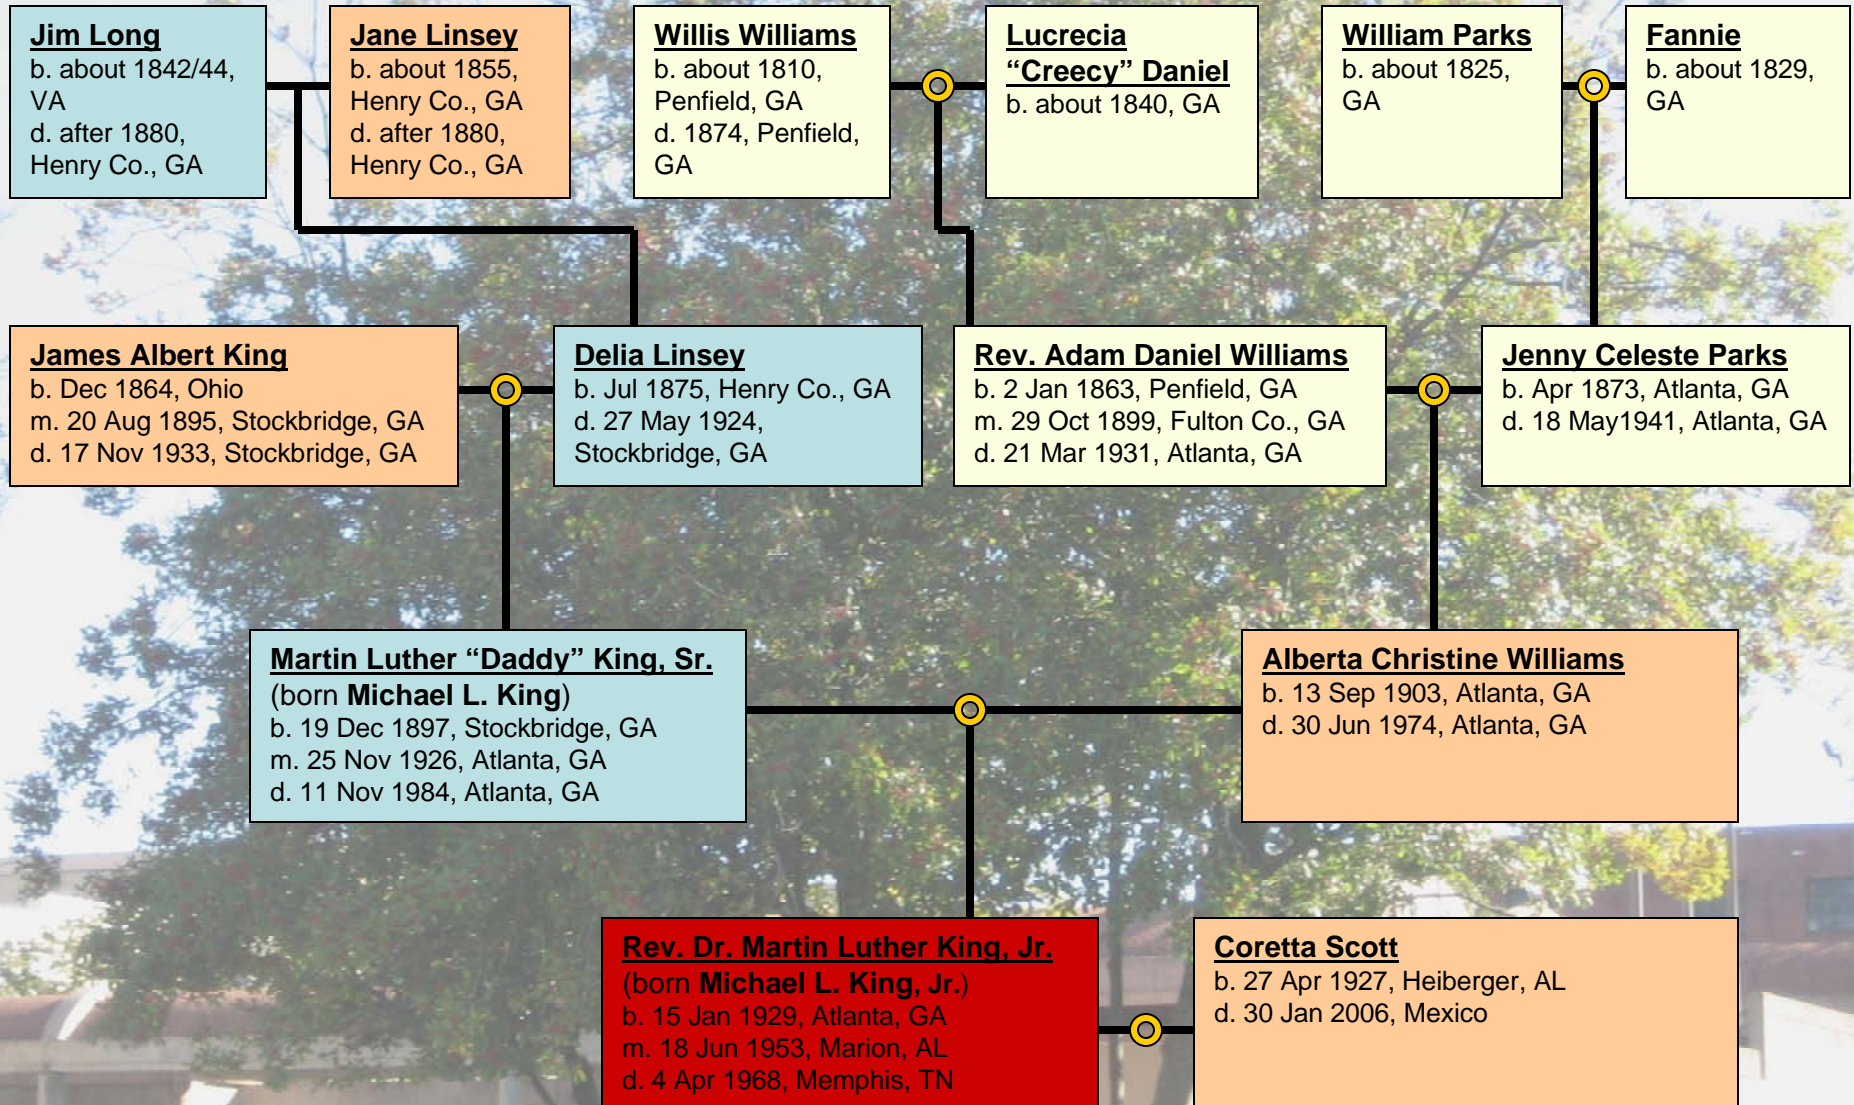 Jim Long
b. about 1842/44,
VA
d. after 1880,
Henry Co., GA
Jane Linsey
b. about 1855,
Henry Co., GA
d. after 1880,
Henry Co., GA
Willis Williams
b. about 1810,
Penfield, GA
d. 1874, Penfield,
GA
Lucrecia
“Creecy” Daniel
b. about 1840, GA
William Parks
b. about 1825,
GA
Fannie
b. about 1829,
GA
James Albert King
b. Dec 1864, Ohio
m. 20 Aug 1895, Stockbridge, GA
d. 17 Nov 1933, Stockbridge, GA
Delia Linsey
b. Jul 1875, Henry Co., GA
d. 27 May 1924,
Stockbridge, GA
Rev. Adam Daniel Williams
b. 2 Jan 1863, Penfield, GA
m. 29 Oct 1899, Fulton Co., GA
d. 21 Mar 1931, Atlanta, GA
Jenny Celeste Parks
b. Apr 1873, Atlanta, GA
d. 18 May1941, Atlanta, GA
Martin Luther “Daddy” King, Sr.
(born Michael L. King)
b. 19 Dec 1897, Stockbridge, GA
m. 25 Nov 1926, Atlanta, GA
d. 11 Nov 1984, Atlanta, GA
Alberta Christine Williams
b. 13 Sep 1903, Atlanta, GA
d. 30 Jun 1974, Atlanta, GA
Rev. Dr. Martin Luther King, Jr.
(born Michael L. King, Jr.)
b. 15 Jan 1929, Atlanta, GA
m. 18 Jun 1953, Marion, AL
d. 4 Apr 1968, Memphis, TN
Coretta Scott
b. 27 Apr 1927, Heiberger, AL
d. 30 Jan 2006, Mexico